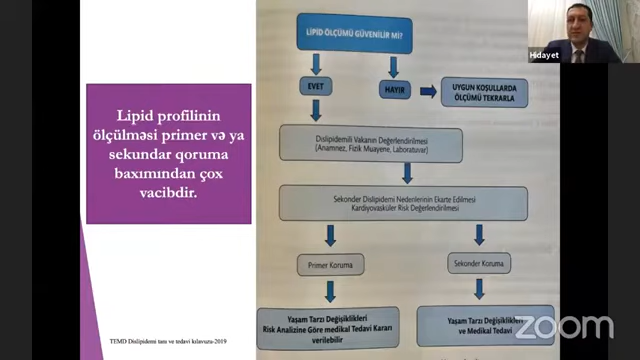 Lipid profilinin
ölçülməsi primer və ya
sekundar qoruma
baxımından çox
vacibdir.
TEMD Dislipidemi tanı ve tedavi kılavuzu-2019
LİPİD ÖLÇÜMÜ GÜVENİLİR Mİ?
EVET
HAYIR
UYGUN KOŞULLARDA
ÖLÇÜMÜ TEKRARLA
Dislipidemili Vakanın Değerlendirilmesi
(Anamnez, Fizik Muayene, Laboratuvar)
Sekonder Dislipidemi Nedenlerinin Ekarte Edilmesi
Kardiyovasküler Risk Değerlendirilmesi
Primer Koruma
Sekonder Koruma
Yaşam Tarzı Değişiklikleri
Risk Analizine Göre medikal Tedavi Kararı
verilebilir
Yaşam Tarzı Değişiklikleri
ve Medikal Tedavi
Hidayet
zoom